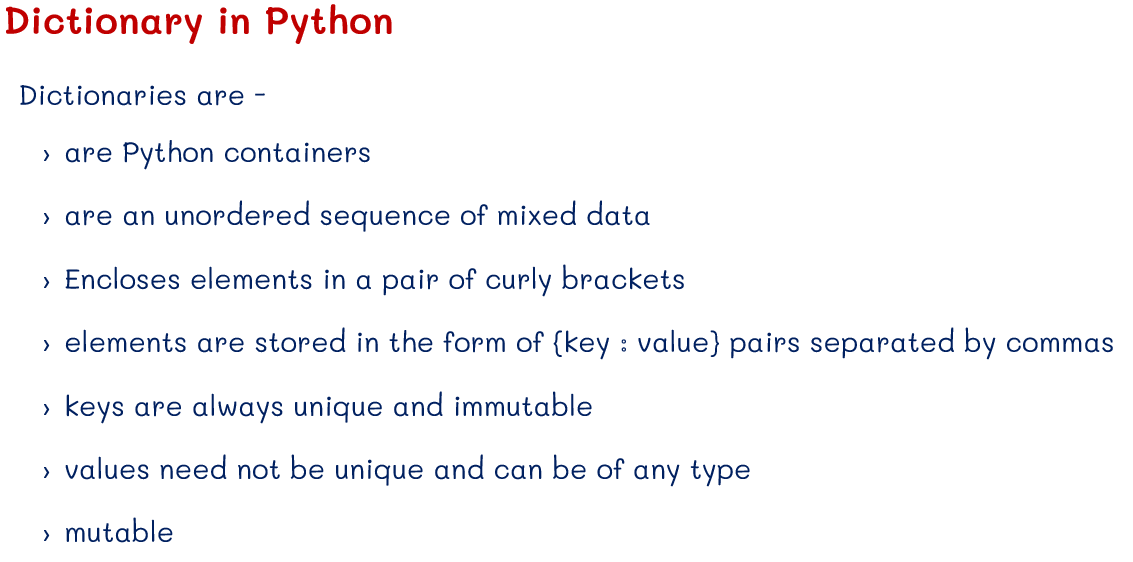 Dictionary in Python
Dictionaries are -
› are Python containers
› are an unordered sequence of mixed data
› Encloses elements in a pair of curly brackets
› elements are stored in the form of {key : value} pairs separated by commas
› keys are always unique and immutable
› values need not be unique and can be of any type
› mutable